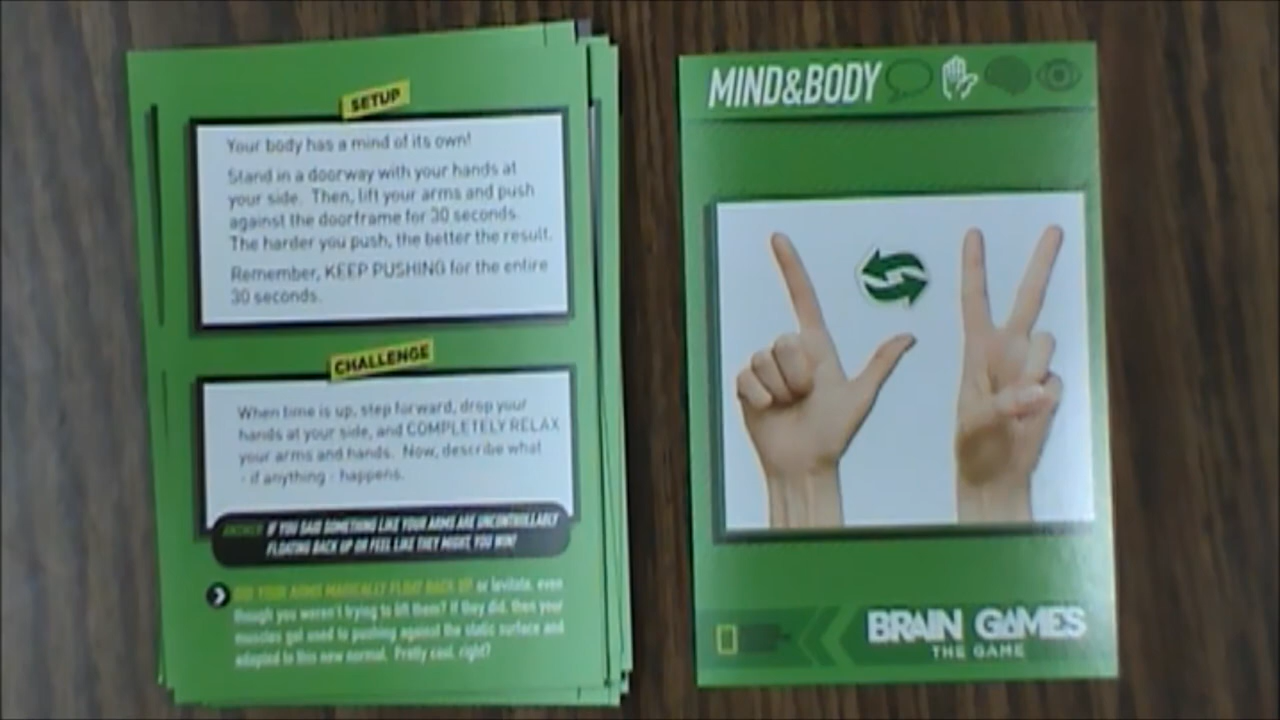 SETUP
Your body has a mind of its own!
Stand in a doorway with your hands at
your side. Then, lift your arms and push
against the doorframe for 30 seconds.
The harder you push, the better the result.
Remember, KEEP PUSHING for the entire
30 seconds.
CHALLENGE
When time is up, step forward, drop your
hands at your side, and COMPLETELY RELAX
your arms and hands. Now, describe what
- if anything - happens.
ANSWER: IF YOU SAID SOMETHING LIKE YOUR ARMS ARE UNCONTROLLABLY
FLOATING BACK UP OR FEEL LIKE THEY MIGHT, YOU WIN!
DID YOUR ARMS MAGICALLY FLOAT BACK UP or levitate, even
though you weren't trying to lift them? If they did, then your
muscles got used to pushing against the static surface and
adapted to this new normal. Pretty cool, right?
MIND&BODY
BRAIN GAMES
THE GAME